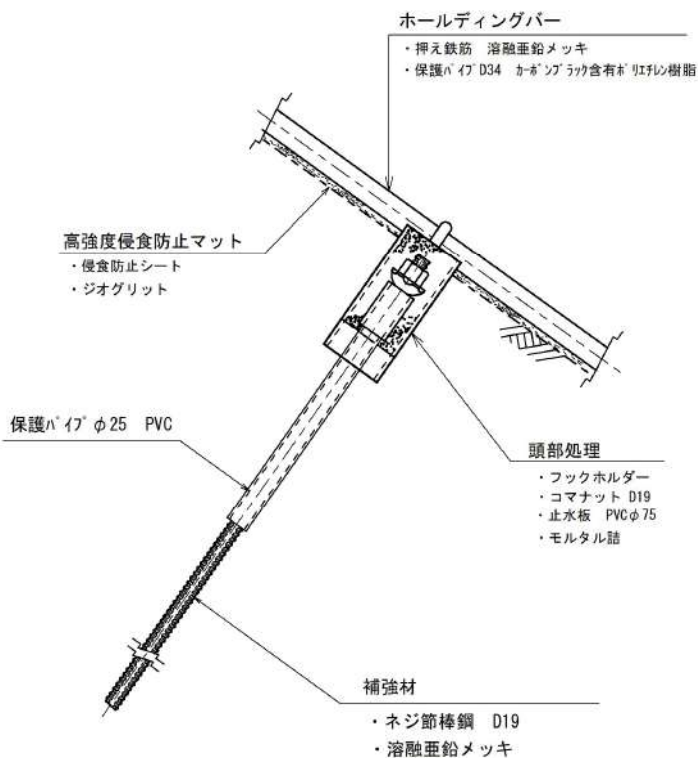 ホールディングバー
・押え鉄筋 溶融亜鉛メッキ
・保護ﾊﾟｲﾌﾟD34 ｶｰﾎﾞﾝﾌﾞﾗｯｸ含有ﾎﾟﾘｴﾁﾚﾝ樹脂
高強度侵食防止マット
・侵食防止シート
・ジオグリット
保護ﾊﾟｲﾌﾟφ25 PVC
頭部処理
・フックホルダー
・コマナット D19
・止水板 PVCφ75
・モルタル詰
補強材
・ネジ節棒鋼 D19
・溶融亜鉛メッキ